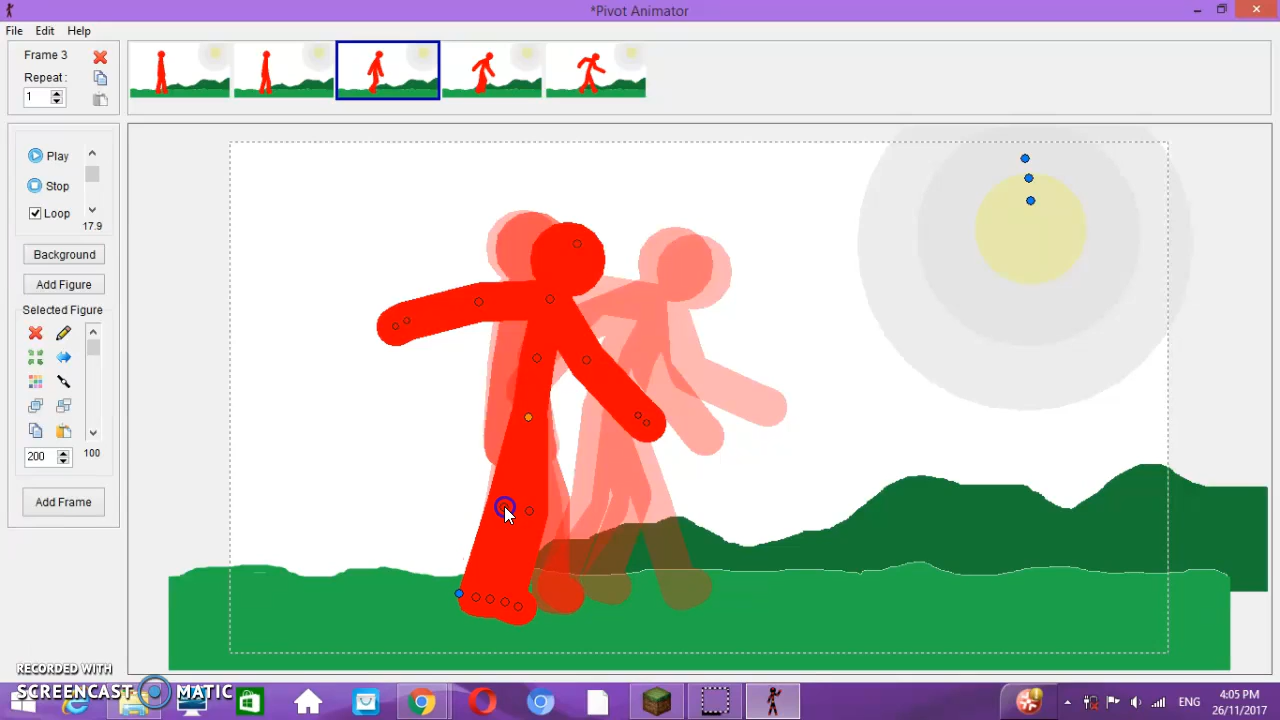 *Pivot Animator
File Edit Help
Frame 3
Repeat :
1
Play
Stop
Loop
17.9
Background
Add Figure
Selected Figure
200
100
Add Frame
RECORDED WITH
SCREENCAST MATIC
ENG
4:05 PM
26/11/2017